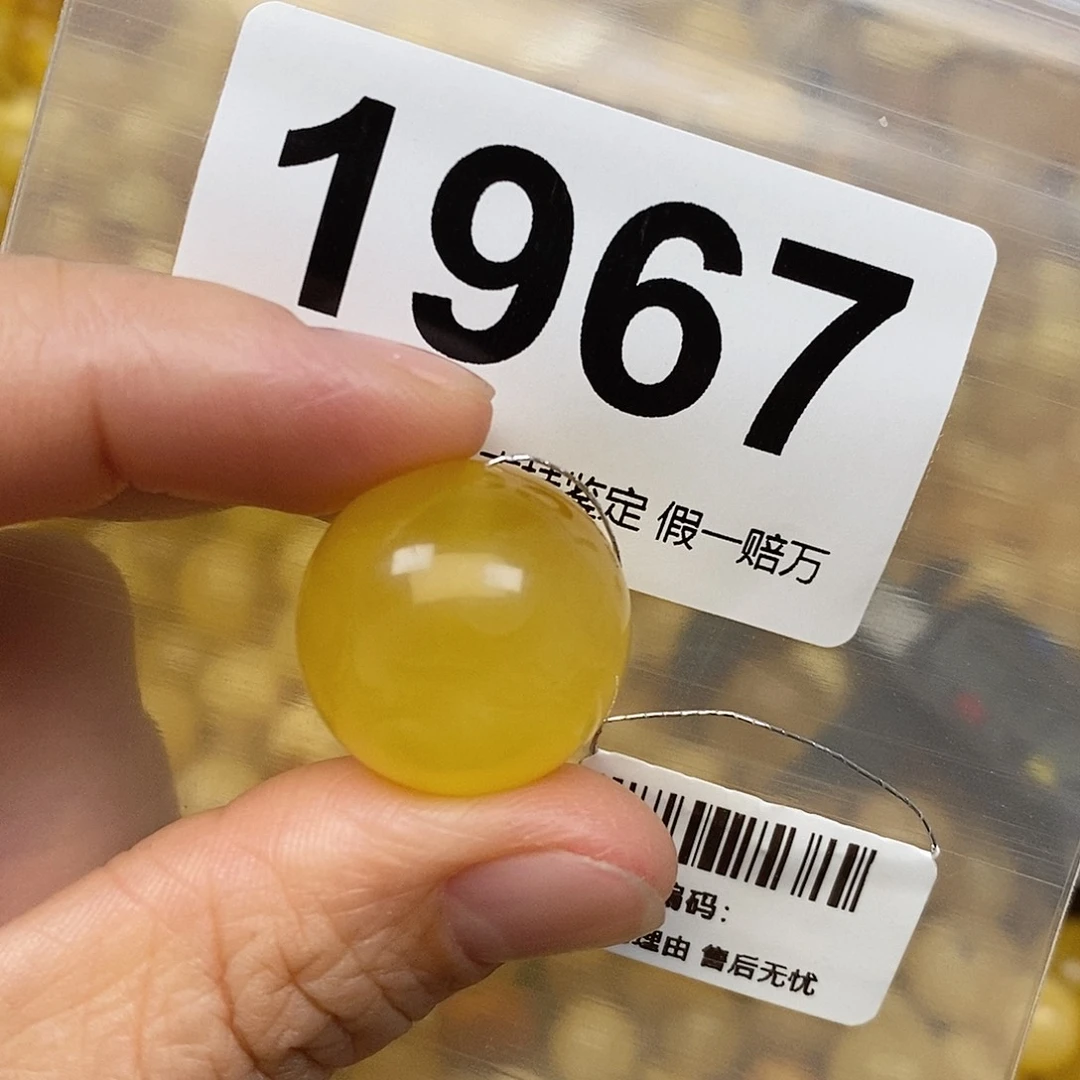 1967
鉴定 假一赔万
编码：
理由 售后无忧